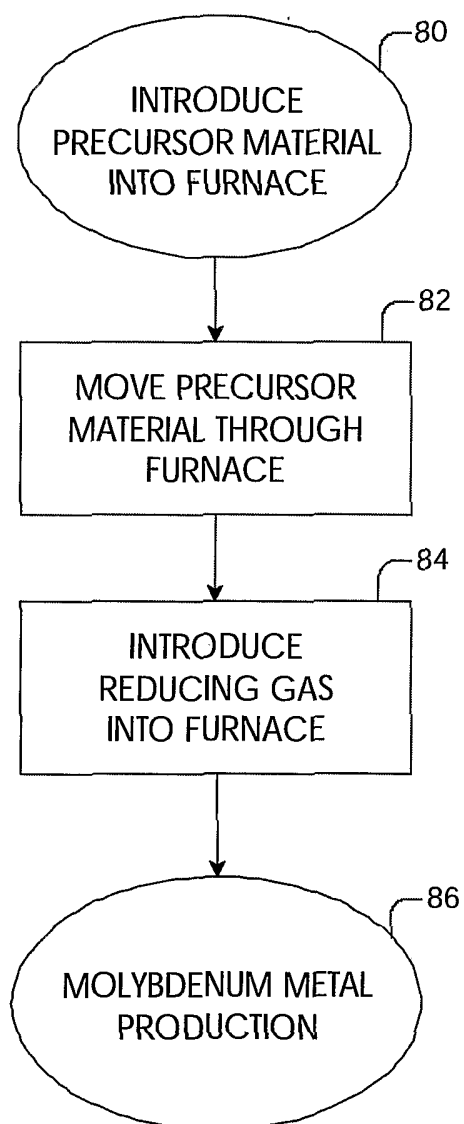 80
INTRODUCE
PRECURSOR MATERIAL
INTO FURNACE
82
MOVE PRECURSOR
MATERIAL THROUGH
FURNACE
84
INTRODUCE
REDUCING GAS
INTO FURNACE
86
MOLYBDENUM METAL
PRODUCTION